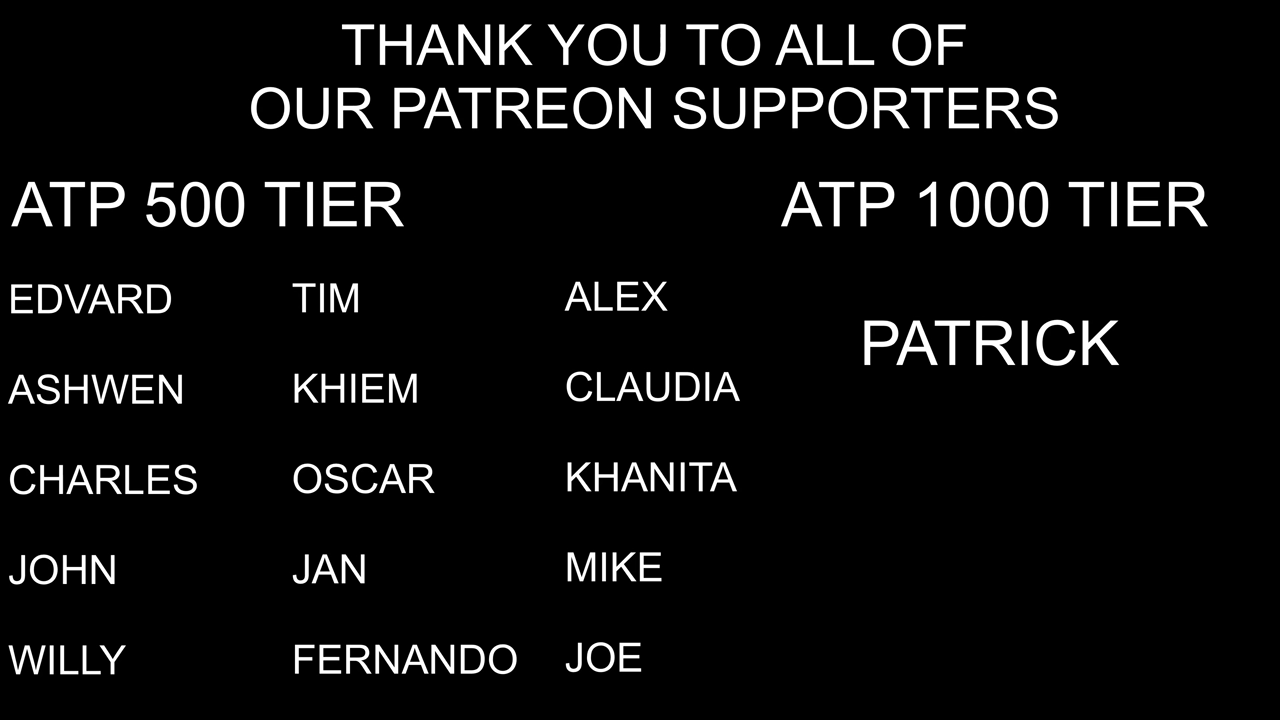 THANK YOU TO ALL OF
OUR PATREON SUPPORTERS
ATP 500 TIER
ATP 1000 TIER
EDVARD TIM ALEX
PATRICK
ASHWEN KHIEM CLAUDIA
CHARLES OSCAR KHANITA
JOHN JAN MIKE
WILLY FERNANDO JOE